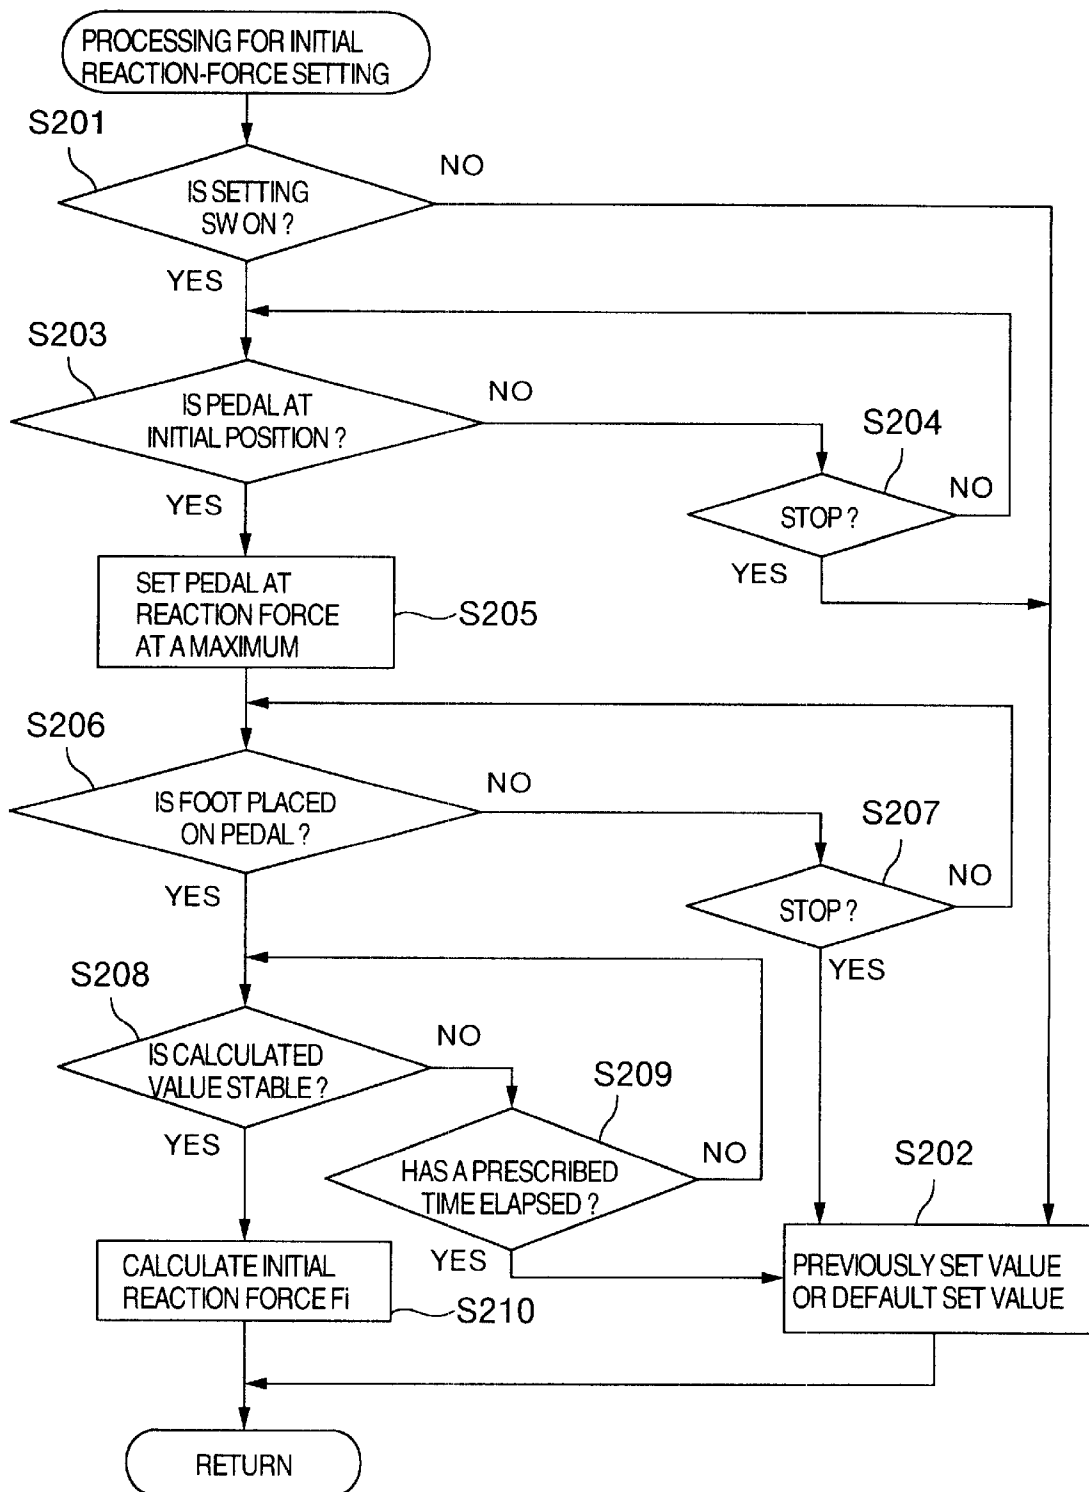 PROCESSING FOR INITIAL
REACTION-FORCE SETTING
S201
NO
IS SETTING
SW ON ?
YES
S203
NO
IS PEDAL AT
INITIAL POSITION ?
S204
YES
NO
STOP ?
YES
SET PEDAL AT
REACTION FORCE
AT A MAXIMUM
S205
S206
NO
IS FOOT PLACED
ON PEDAL ?
S207
YES
NO
STOP ?
S208
YES
NO
IS CALCULATED
VALUE STABLE ?
S209
YES
NO
HAS A PRESCRIBED
TIME ELAPSED ?
S202
YES
CALCULATE INITIAL
REACTION FORCE Fi
S210
PREVIOUSLY SET VALUE
OR DEFAULT SET VALUE
RETURN